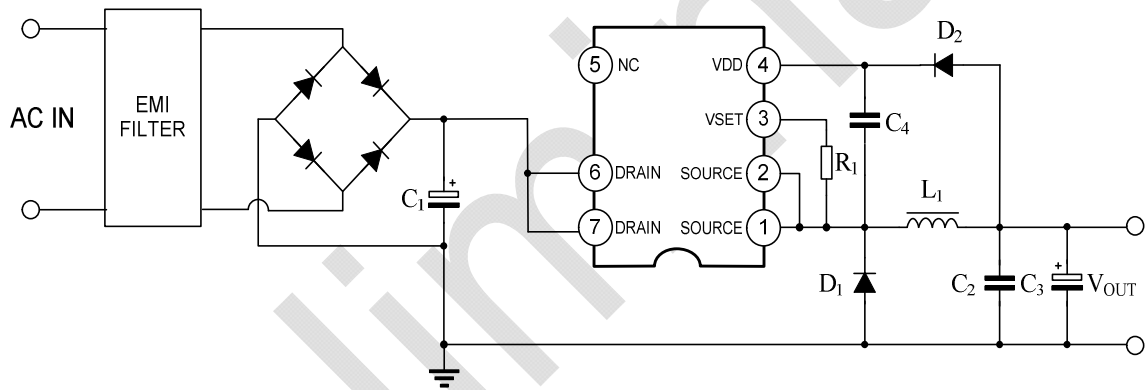 AC IN
EMI
FILTER
C1
+
5 NC
6 DRAIN
7 DRAIN
VDD 4
VSET 3
SOURCE 2
SOURCE 1
R1
C4
D2
L1
D1
C2
C3
+
VOUT